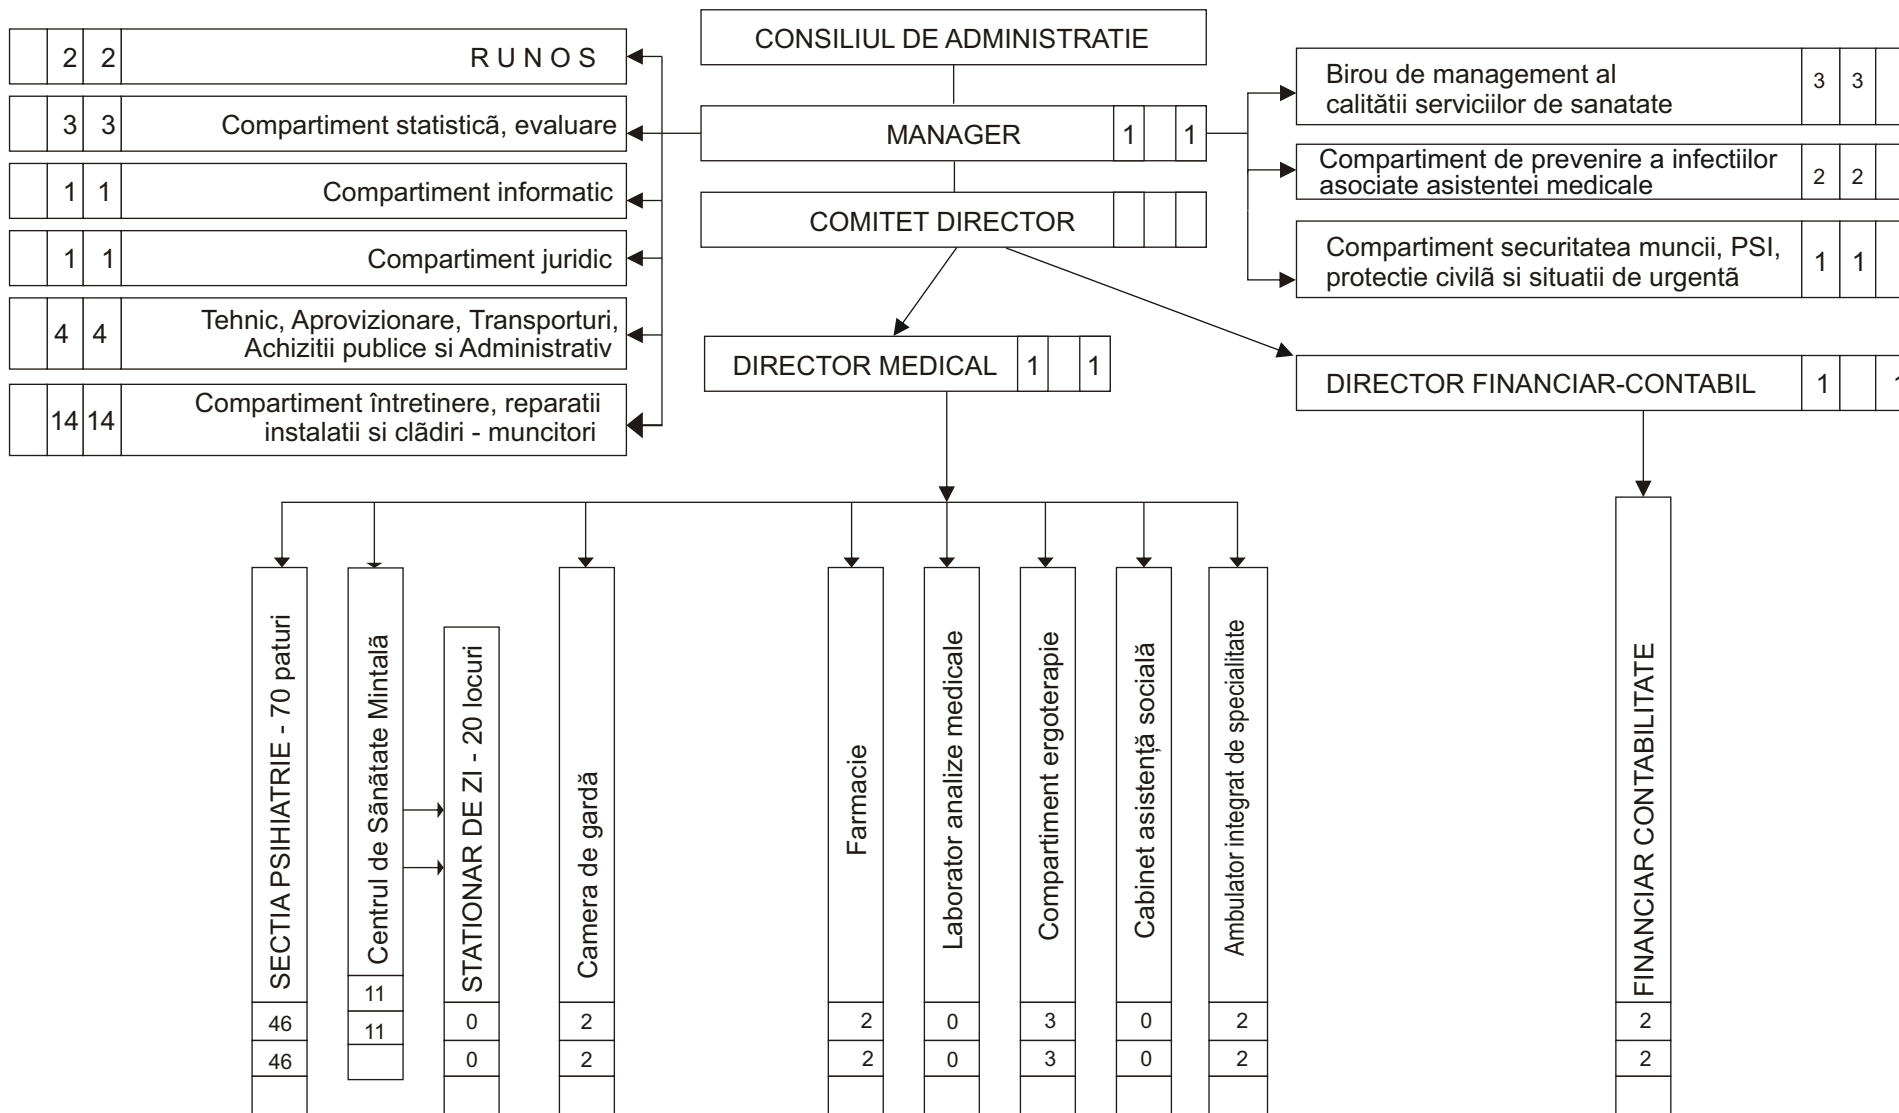 CONSILIUL DE ADMINISTRATIE
MANAGER 1 1
COMITET DIRECTOR
2 2 R U N O S
3 3 Compartiment statisticã, evaluare
1 1 Compartiment informatic
1 1 Compartiment juridic
4 4 Tehnic, Aprovizionare, Transporturi,
Achizitii publice si Administrativ
14 14 Compartiment întretinere, reparatii
instalatii si clãdiri - muncitori
Birou de management al
calitãtii serviciilor de sanatate 3 3
Compartiment de prevenire a infectiilor
asociate asistentei medicale 2 2
Compartiment securitatea muncii, PSI,
protectie civilã si situatii de urgentã 1 1
DIRECTOR MEDICAL 1 1
DIRECTOR FINANCIAR-CONTABIL 1 1
SECTIA PSIHIATRIE - 70 paturi
46
46
Centrul de Sãnãtate Mintalã
11
11
STATIONAR DE ZI - 20 locuri
0
0
Camera de gardă
2
2
Farmacie
2
2
Laborator analize medicale
0
0
Compartiment ergoterapie
3
3
Cabinet asistență socială
0
0
Ambulator integrat de specialitate
2
2
FINANCIAR CONTABILITATE
2
2